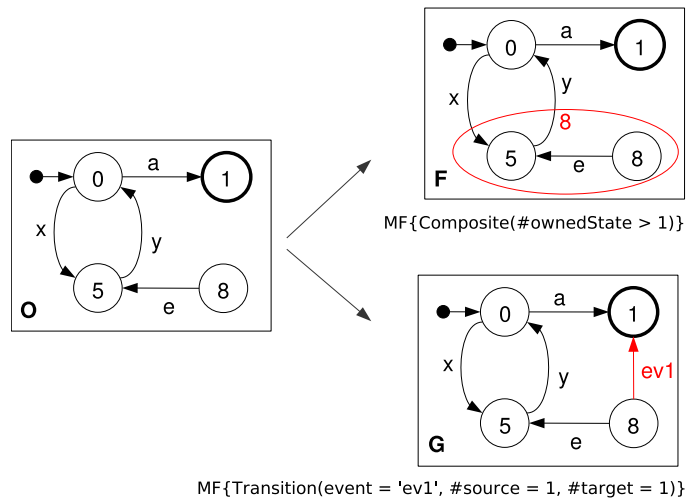 0 a 1
x y 8
5 e 8
F
MF{Composite(#ownedState > 1)}
0 a 1
x y
5 e 8
O
0 a 1
x y ev1
5 e 8
G
MF{Transition(event = 'ev1', #source = 1, #target = 1)}